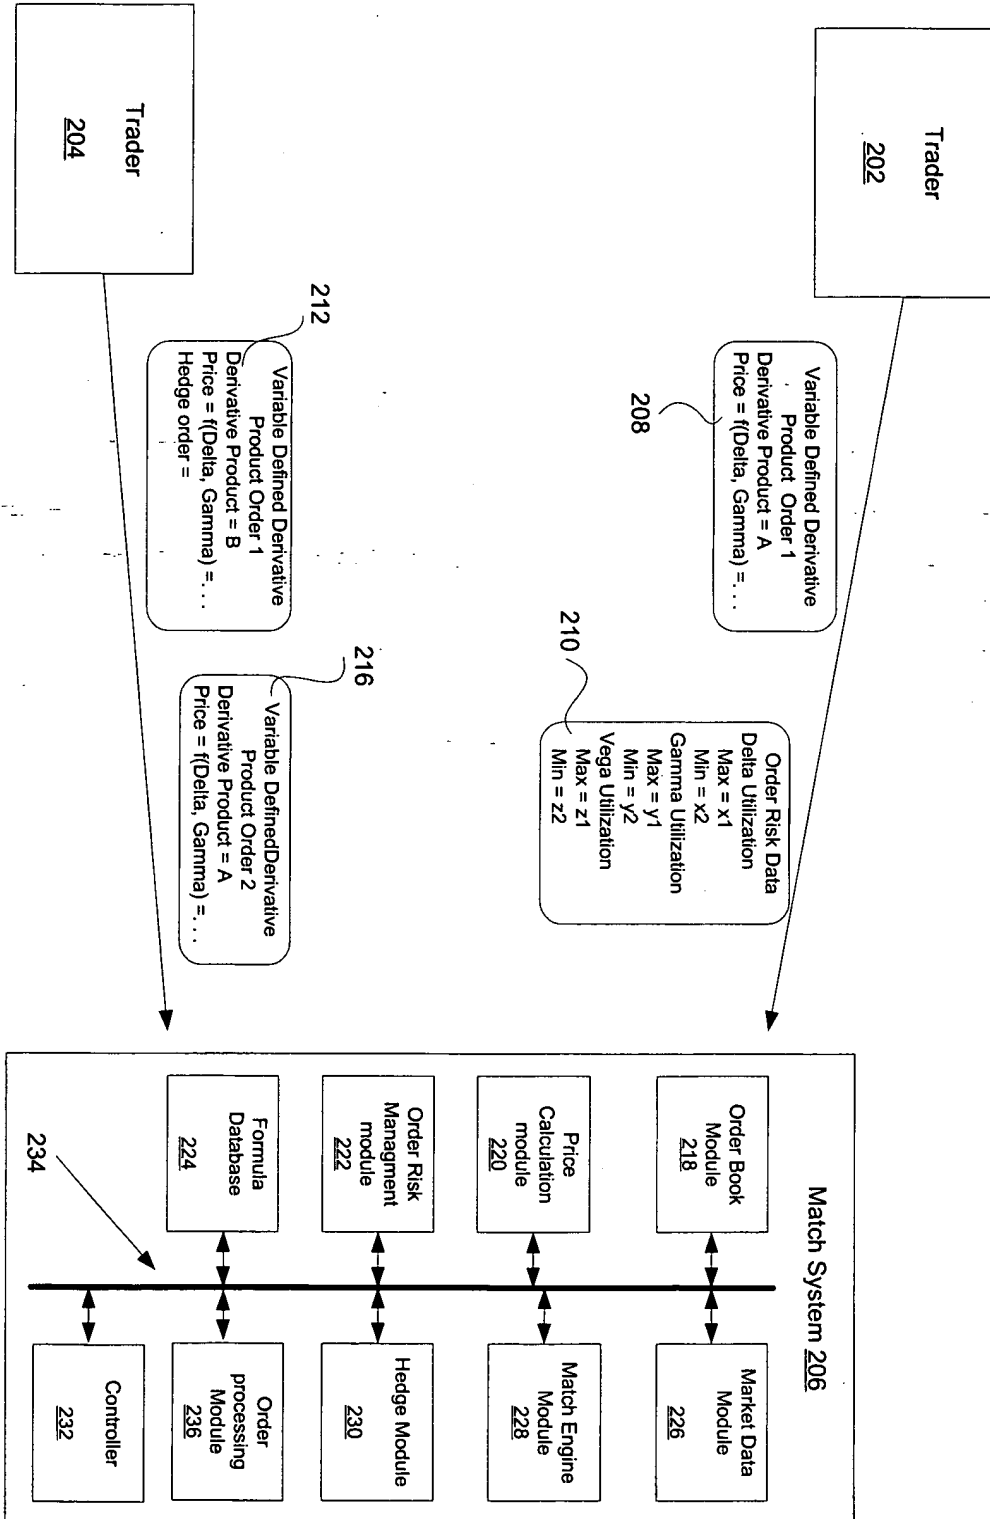 Trader
202
Variable Defined Derivative
Product Order 1
Derivative Product = A
Price = f(Delta, Gamma) =. . .
208
Order Risk Data
Delta Utilization
Max = x1
Min = x2
Gamma Utilization
Max = y1
Min = y2
Vega Utilization
Max = z1
Min = z2
210
Trader
204
212
Variable Defined Derivative
Product Order 1
Derivative Product = B
Price = f(Delta, Gamma) =. . .
Hedge order =
216
Variable DefinedDerivative
Product Order 2
Derivative Product = A
Price = f(Delta, Gamma) =. . .
Match System 206
Order Book
Module
218
Market Data
Module
226
Price
Calculation
module
220
Match Engine
Module
228
Order Risk
Managment
module
222
Hedge Module
230
Formula
Database
224
Order
processing
Module
236
Controller
232
234